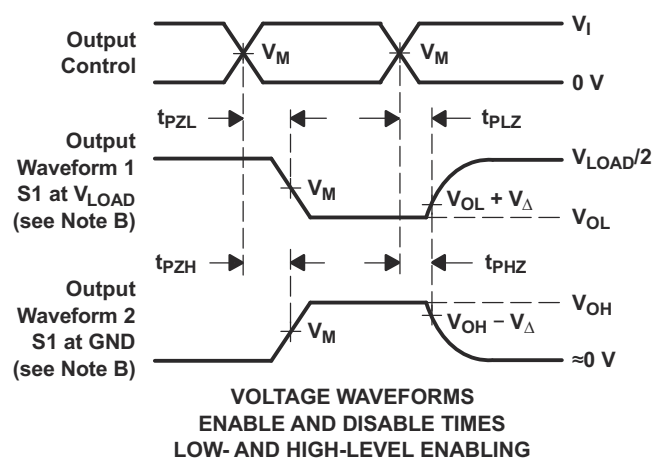 Output
Control
V_M
V_M
V_I
0 V
t_PZL
t_PLZ
Output
Waveform 1
S1 at V_LOAD
(see Note B)
V_M
V_OL + V_Δ
V_LOAD/2
V_OL
t_PZH
t_PHZ
Output
Waveform 2
S1 at GND
(see Note B)
V_M
V_OH − V_Δ
V_OH
≈0 V
VOLTAGE WAVEFORMS
ENABLE AND DISABLE TIMES
LOW- AND HIGH-LEVEL ENABLING